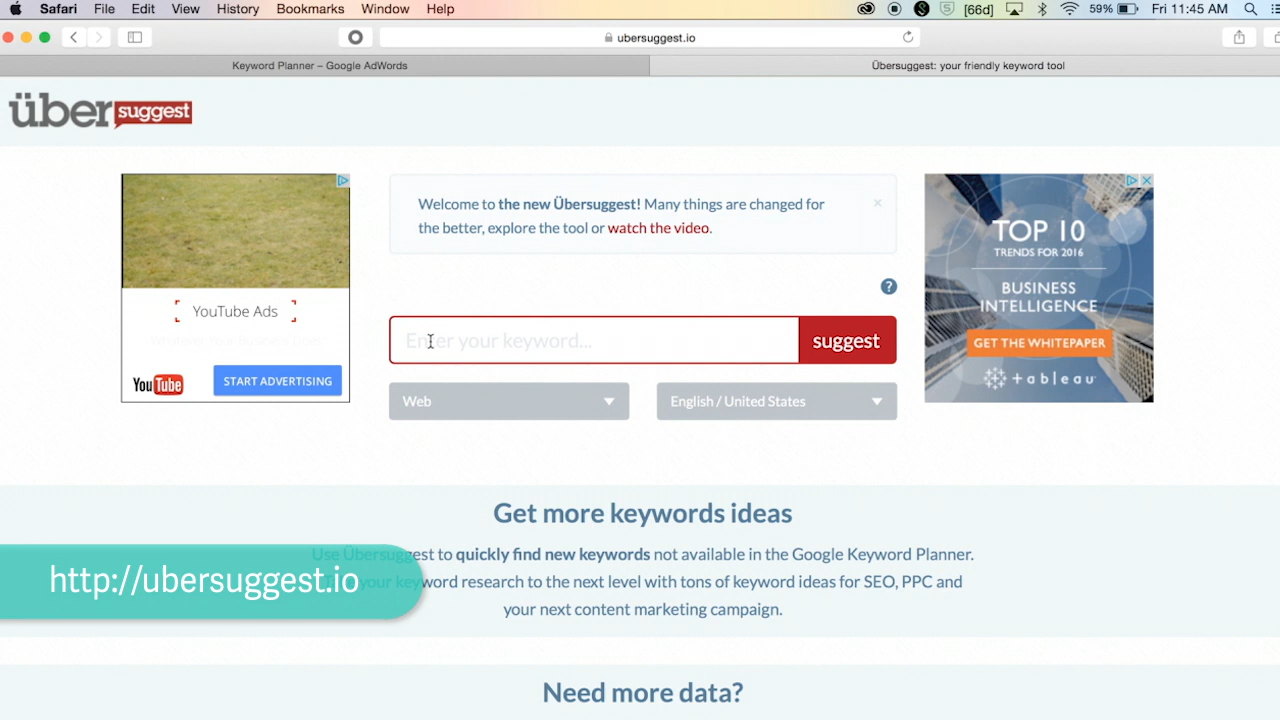 Safari File Edit View History Bookmarks Window Help [66d] 59% Fri 11:45 AM
ubersuggest.io
Keyword Planner – Google AdWords
Übersuggest: your friendly keyword tool
über suggest
Welcome to the new Übersuggest! Many things are changed for
the better, explore the tool or watch the video.
YouTube Ads
YouTube
START ADVERTISING
TOP 10
TRENDS FOR 2016
BUSINESS
INTELLIGENCE
GET THE WHITEPAPER
+ a b l e a u
Enter your keyword...
suggest
Web
English / United States
Get more keywords ideas
Use Übersuggest to quickly find new keywords not available in the Google Keyword Planner.
your keyword research to the next level with tons of keyword ideas for SEO, PPC and
your next content marketing campaign.
http://ubersuggest.io
Need more data?